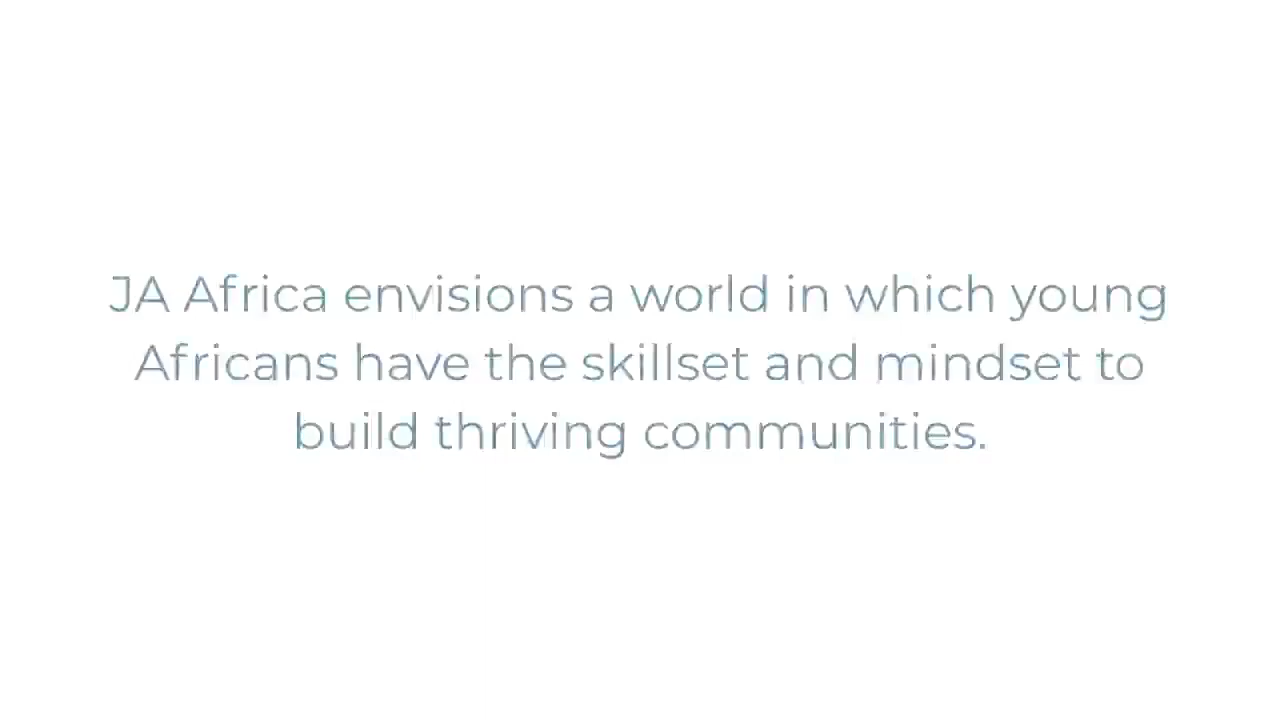 JA Africa envisions a world in which young
Africans have the skillset and mindset to
build thriving communities.